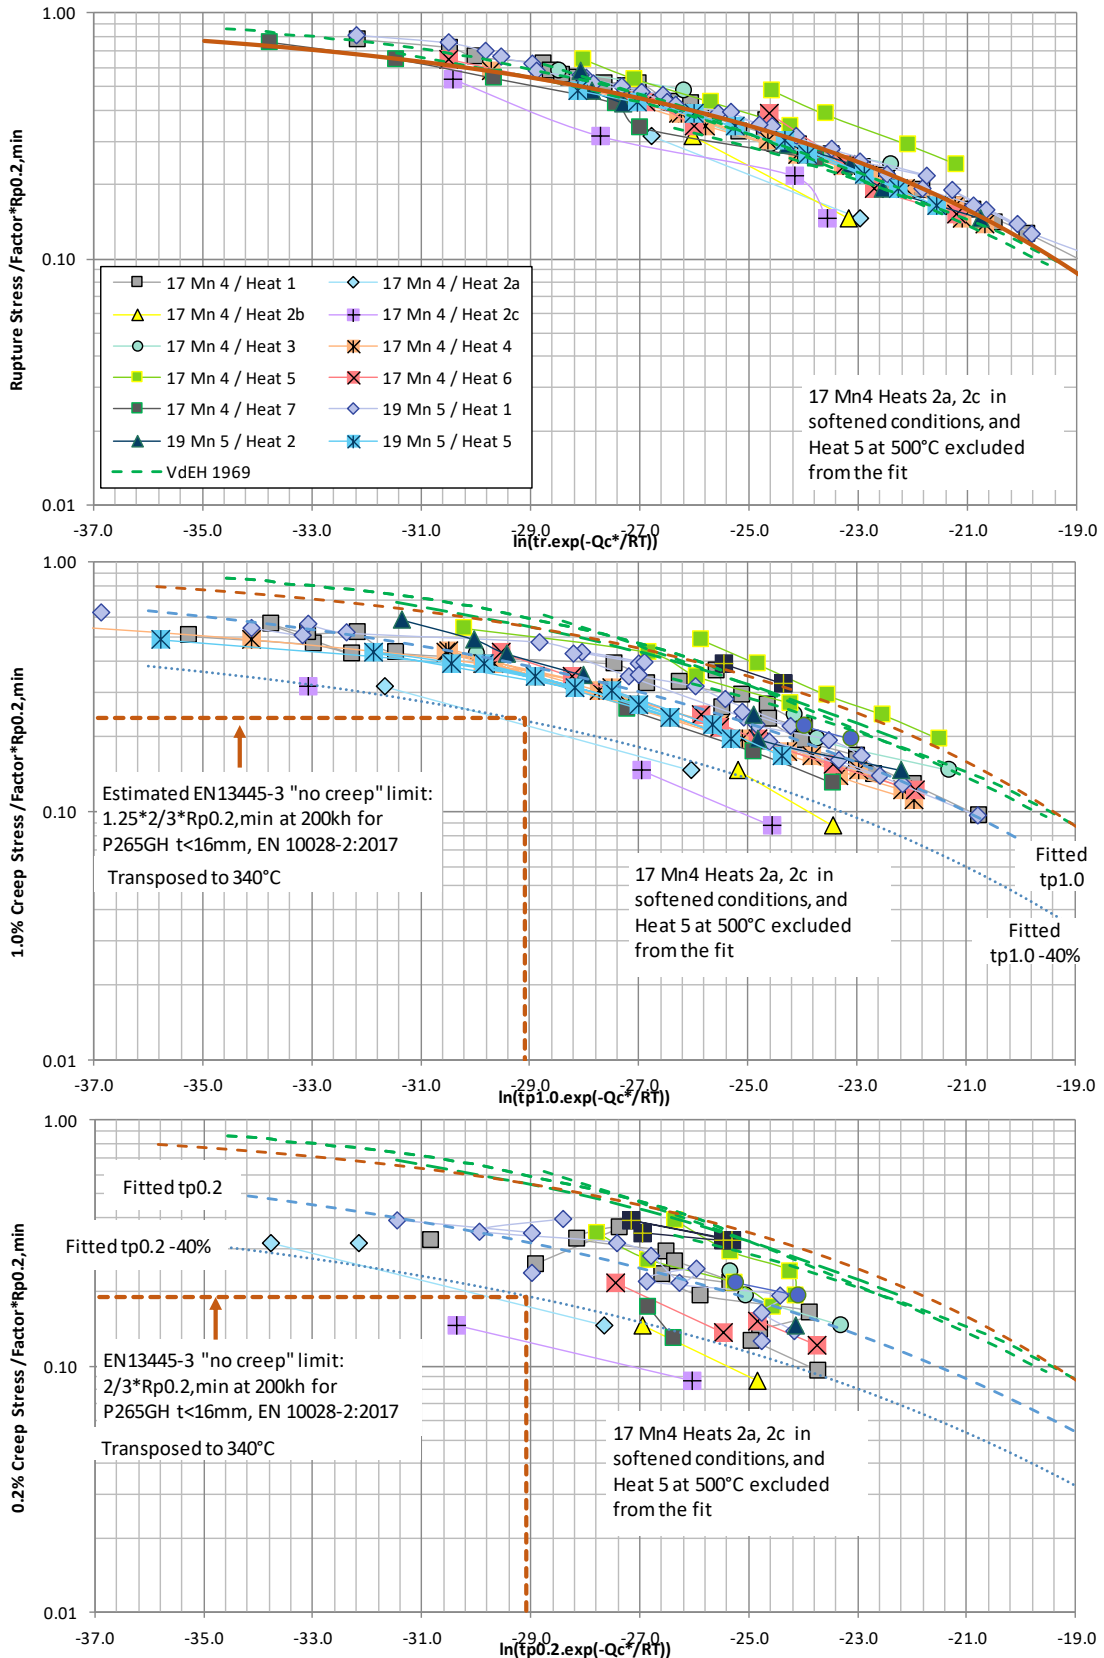 Rupture Stress /Factor*Rp0.2,min
1.00
0.10
0.01
17 Mn 4 / Heat 1
17 Mn 4 / Heat 2a
17 Mn 4 / Heat 2b
17 Mn 4 / Heat 2c
17 Mn 4 / Heat 3
17 Mn 4 / Heat 4
17 Mn 4 / Heat 5
17 Mn 4 / Heat 6
17 Mn 4 / Heat 7
19 Mn 5 / Heat 1
19 Mn 5 / Heat 2
19 Mn 5 / Heat 5
VdEH 1969
17 Mn4 Heats 2a, 2c in
softened conditions, and
Heat 5 at 500°C excluded
from the fit
-37.0 -35.0 -33.0 -31.0 -29.0 -27.0 -25.0 -23.0 -21.0 -19.0
ln(tr.exp(-Qc*/RT))
1.0% Creep Stress /Factor*Rp0.2,min
1.00
0.10
0.01
Estimated EN13445-3 "no creep" limit:
1.25*2/3*Rp0.2,min at 200kh for
P265GH t<16mm, EN 10028-2:2017
Transposed to 340°C
17 Mn4 Heats 2a, 2c in
softened conditions, and
Heat 5 at 500°C excluded
from the fit
Fitted
tp1.0
Fitted
tp1.0 -40%
-37.0 -35.0 -33.0 -31.0 -29.0 -27.0 -25.0 -23.0 -21.0 -19.0
ln(tp1.0.exp(-Qc*/RT))
0.2% Creep Stress /Factor*Rp0.2,min
1.00
0.10
0.01
Fitted tp0.2
Fitted tp0.2 -40%
EN13445-3 "no creep" limit:
2/3*Rp0.2,min at 200kh for
P265GH t<16mm, EN 10028-2:2017
Transposed to 340°C
17 Mn4 Heats 2a, 2c in
softened conditions, and
Heat 5 at 500°C excluded
from the fit
-37.0 -35.0 -33.0 -31.0 -29.0 -27.0 -25.0 -23.0 -21.0 -19.0
ln(tp0.2.exp(-Qc*/RT))